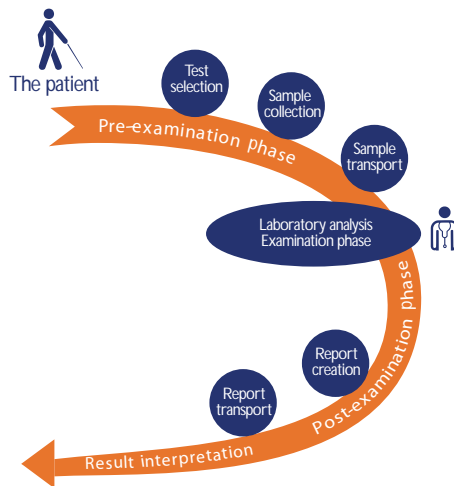 The patient
Test
selection
Sample
collection
Pre-examination phase
Sample
transport
Laboratory analysis
Examination phase
Post-examination phase
Report
creation
Report
transport
Result interpretation